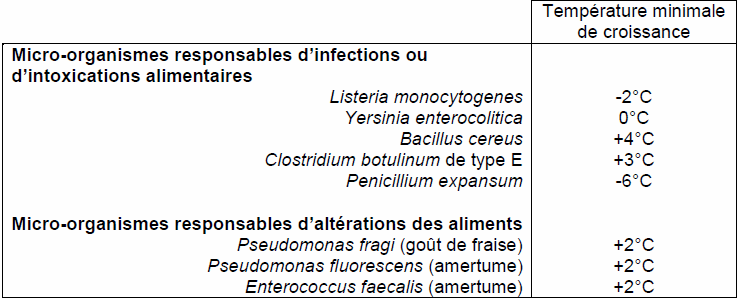 Température minimale
de croissance
Micro-organismes responsables d'infections ou
d'intoxications alimentaires
Listeria monocytogenes -2°C
Yersinia enterocolitica 0°C
Bacillus cereus +4°C
Clostridium botulinum de type E +3°C
Penicillium expansum -6°C
Micro-organismes responsables d'altérations des aliments
Pseudomonas fragi (goût de fraise) +2°C
Pseudomonas fluorescens (amertume) +2°C
Enterococcus faecalis (amertume) +2°C